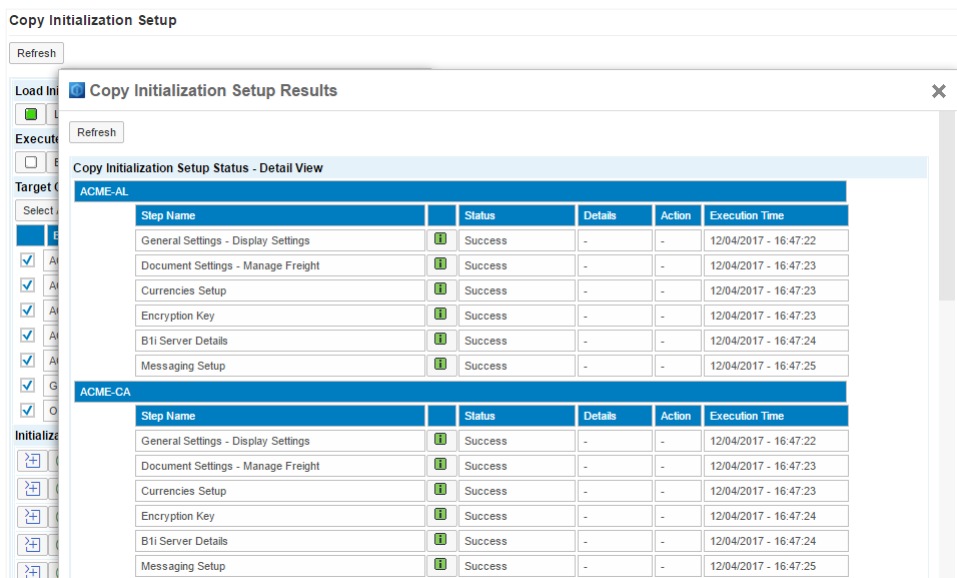 Copy Initialization Setup
Refresh
Load Ini
Execute
Target
Select
Initializa
Copy Initialization Setup Results
Refresh
Copy Initialization Setup Status - Detail View
ACME-AL
Step Name Status Details Action Execution Time
General Settings - Display Settings Success - - 12/04/2017 - 16:47:22
Document Settings - Manage Freight Success - - 12/04/2017 - 16:47:23
Currencies Setup Success - - 12/04/2017 - 16:47:23
Encryption Key Success - - 12/04/2017 - 16:47:23
B1i Server Details Success - - 12/04/2017 - 16:47:24
Messaging Setup Success - - 12/04/2017 - 16:47:25
ACME-CA
Step Name Status Details Action Execution Time
General Settings - Display Settings Success - - 12/04/2017 - 16:47:22
Document Settings - Manage Freight Success - - 12/04/2017 - 16:47:23
Currencies Setup Success - - 12/04/2017 - 16:47:23
Encryption Key Success - - 12/04/2017 - 16:47:24
B1i Server Details Success - - 12/04/2017 - 16:47:24
Messaging Setup Success - - 12/04/2017 - 16:47:25